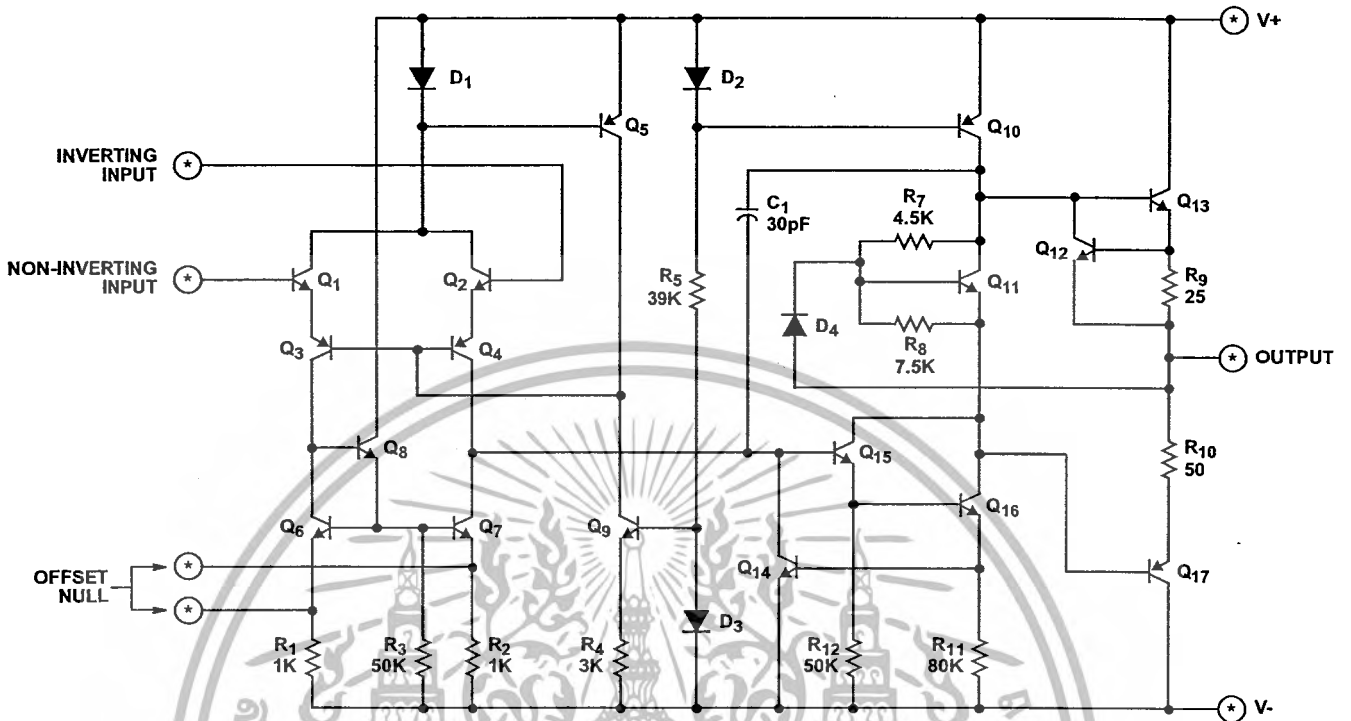 V+
D1
D2
Q5
Q10
INVERTING
INPUT
C1
30pF
R7
4.5K
Q13
Q12
NON-INVERTING
INPUT
Q1
Q2
R5
39K
Q11
R9
25
D4
R8
7.5K
Q3
Q4
OUTPUT
Q8
Q15
R10
50
Q6
Q7
Q9
Q16
Q14
Q17
OFFSET
NULL
D3
R1
1K
R3
50K
R2
1K
R4
3K
R12
50K
R11
80K
V-